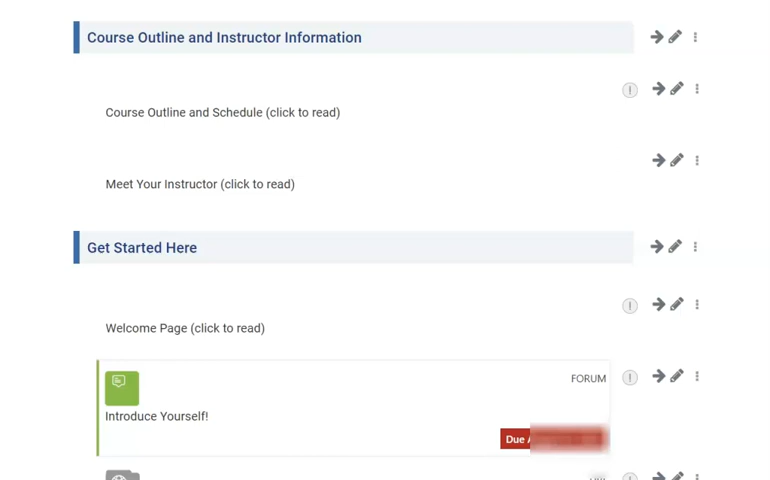 Course Outline and Instructor Information
Course Outline and Schedule (click to read)
Meet Your Instructor (click to read)
Get Started Here
Welcome Page (click to read)
FORUM
Introduce Yourself!
Due